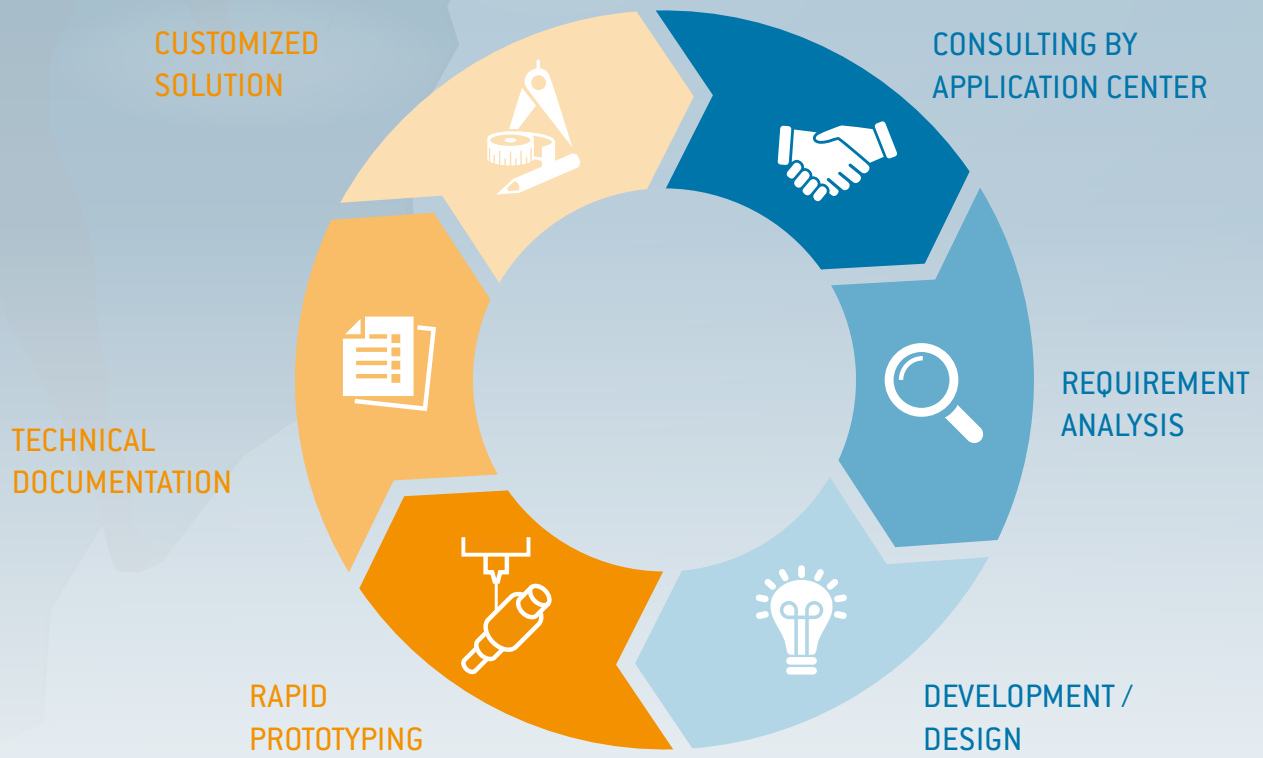 CUSTOMIZED
SOLUTION
CONSULTING BY
APPLICATION CENTER
REQUIREMENT
ANALYSIS
TECHNICAL
DOCUMENTATION
RAPID
PROTOTYPING
DEVELOPMENT /
DESIGN